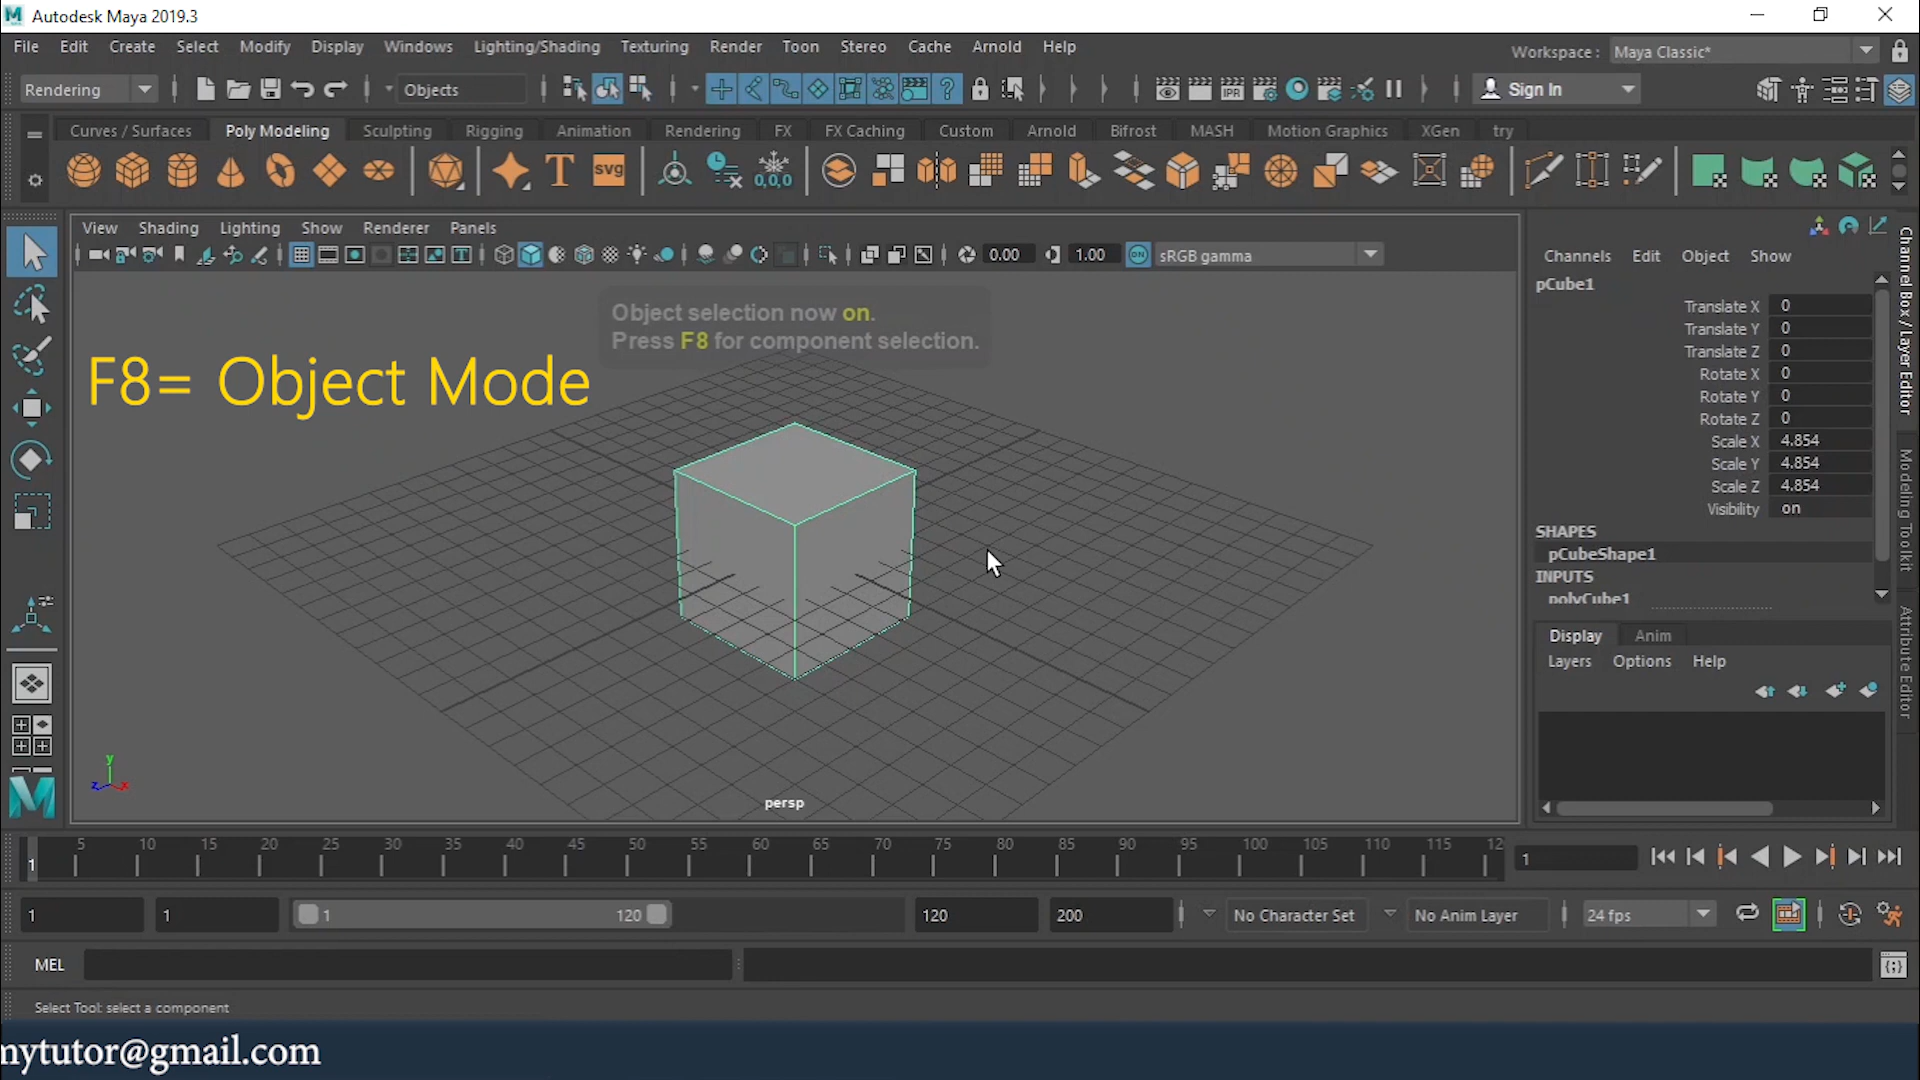 Autodesk Maya 2019.3
File Edit Create Select Modify Display Windows Lighting/Shading Texturing Render Toon Stereo Cache Arnold Help
Workspace : Maya Classic*
Rendering Objects Sign In
Curves / Surfaces Poly Modeling Sculpting Rigging Animation Rendering FX FX Caching Custom Arnold Bifrost MASH Motion Graphics XGen try
T svg 0,0,0
View Shading Lighting Show Renderer Panels
0.00 1.00 ON sRGB gamma
Object selection now on.
Press F8 for component selection.
F8= Object Mode
persp
y
z x
Channels Edit Object Show
pCube1
Translate X 0
Translate Y 0
Translate Z 0
Rotate X 0
Rotate Y 0
Rotate Z 0
Scale X 4.854
Scale Y 4.854
Scale Z 4.854
Visibility on
SHAPES
pCubeShape1
INPUTS
polyCube1
Display Anim
Layers Options Help
Channel Box / Layer Editor
Modeling Toolkit
Attribute Editor
5 10 15 20 25 30 35 40 45 50 55 60 65 70 75 80 85 90 95 100 105 110 115 12
1 1
1 1 1 120 120 200 No Character Set No Anim Layer 24 fps
MEL
Select Tool: select a component
mytutor@gmail.com